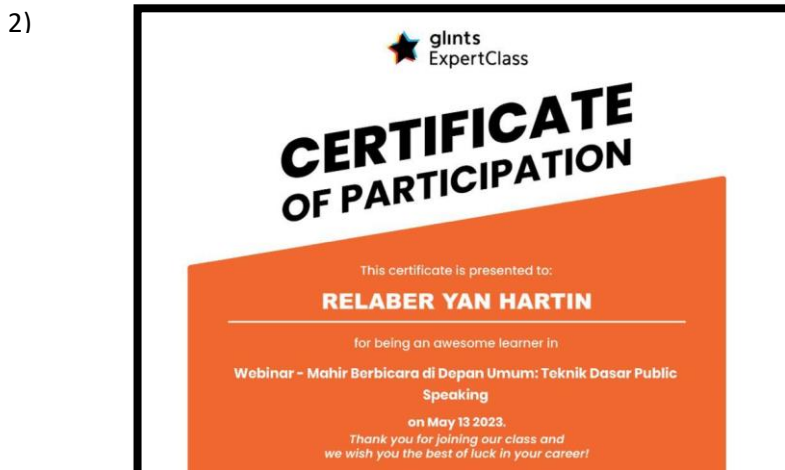 2)
glints
ExpertClass
CERTIFICATE
OF PARTICIPATION
This certificate is presented to:
RELABER YAN HARTIN
for being an awesome learner in
Webinar - Mahir Berbicara di Depan Umum: Teknik Dasar Public
Speaking
on May 13 2023.
Thank you for joining our class and
we wish you the best of luck in your career!